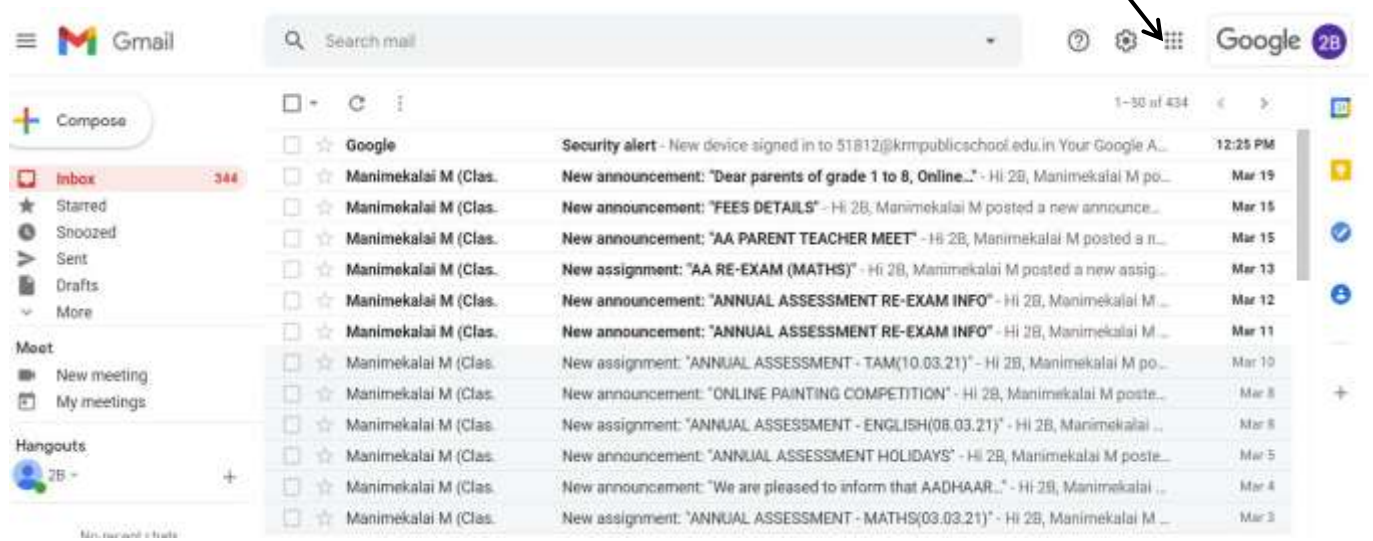 Gmail
Search mail
Google 2B
Compose
1–50 of 434
Google Security alert - New device signed in to 51812@krmpublicschool.edu.in Your Google A...
12:25 PM
Inbox 344
Manimekalai M (Clas. New announcement: "Dear parents of grade 1 to 8, Online..." - Hi 2B, Manimekalai M po...
Mar 19
Starred
Manimekalai M (Clas. New announcement: "FEES DETAILS" - Hi 2B, Manimekalai M posted a new announce...
Mar 15
Snoozed
Manimekalai M (Clas. New announcement: "AA PARENT TEACHER MEET" - Hi 2B, Manimekalai M posted a n...
Mar 15
Sent
Manimekalai M (Clas. New assignment: "AA RE-EXAM (MATHS)" - Hi 2B, Manimekalai M posted a new assig...
Mar 13
Drafts
Manimekalai M (Clas. New announcement: "ANNUAL ASSESSMENT RE-EXAM INFO" - Hi 2B, Manimekalai M ...
Mar 12
More
Manimekalai M (Clas. New announcement: "ANNUAL ASSESSMENT RE-EXAM INFO" - Hi 2B, Manimekalai M ...
Mar 11
Meet
Manimekalai M (Clas. New assignment: "ANNUAL ASSESSMENT - TAM(10.03.21)" - Hi 2B, Manimekalai M po...
Mar 10
New meeting
Manimekalai M (Clas. New announcement: "ONLINE PAINTING COMPETITION" - Hi 2B, Manimekalai M poste...
Mar 8
My meetings
Manimekalai M (Clas. New assignment: "ANNUAL ASSESSMENT - ENGLISH(08.03.21)" - Hi 2B, Manimekalai ...
Mar 8
Hangouts
Manimekalai M (Clas. New announcement: "ANNUAL ASSESSMENT HOLIDAYS" - Hi 2B, Manimekalai M poste...
Mar 5
2B
Manimekalai M (Clas. New announcement: "We are pleased to inform that AADHAAR..." - Hi 2B, Manimekalai ...
Mar 4
Manimekalai M (Clas. New assignment: "ANNUAL ASSESSMENT - MATHS(03.03.21)" - Hi 2B, Manimekalai M ...
Mar 3
No recent chats